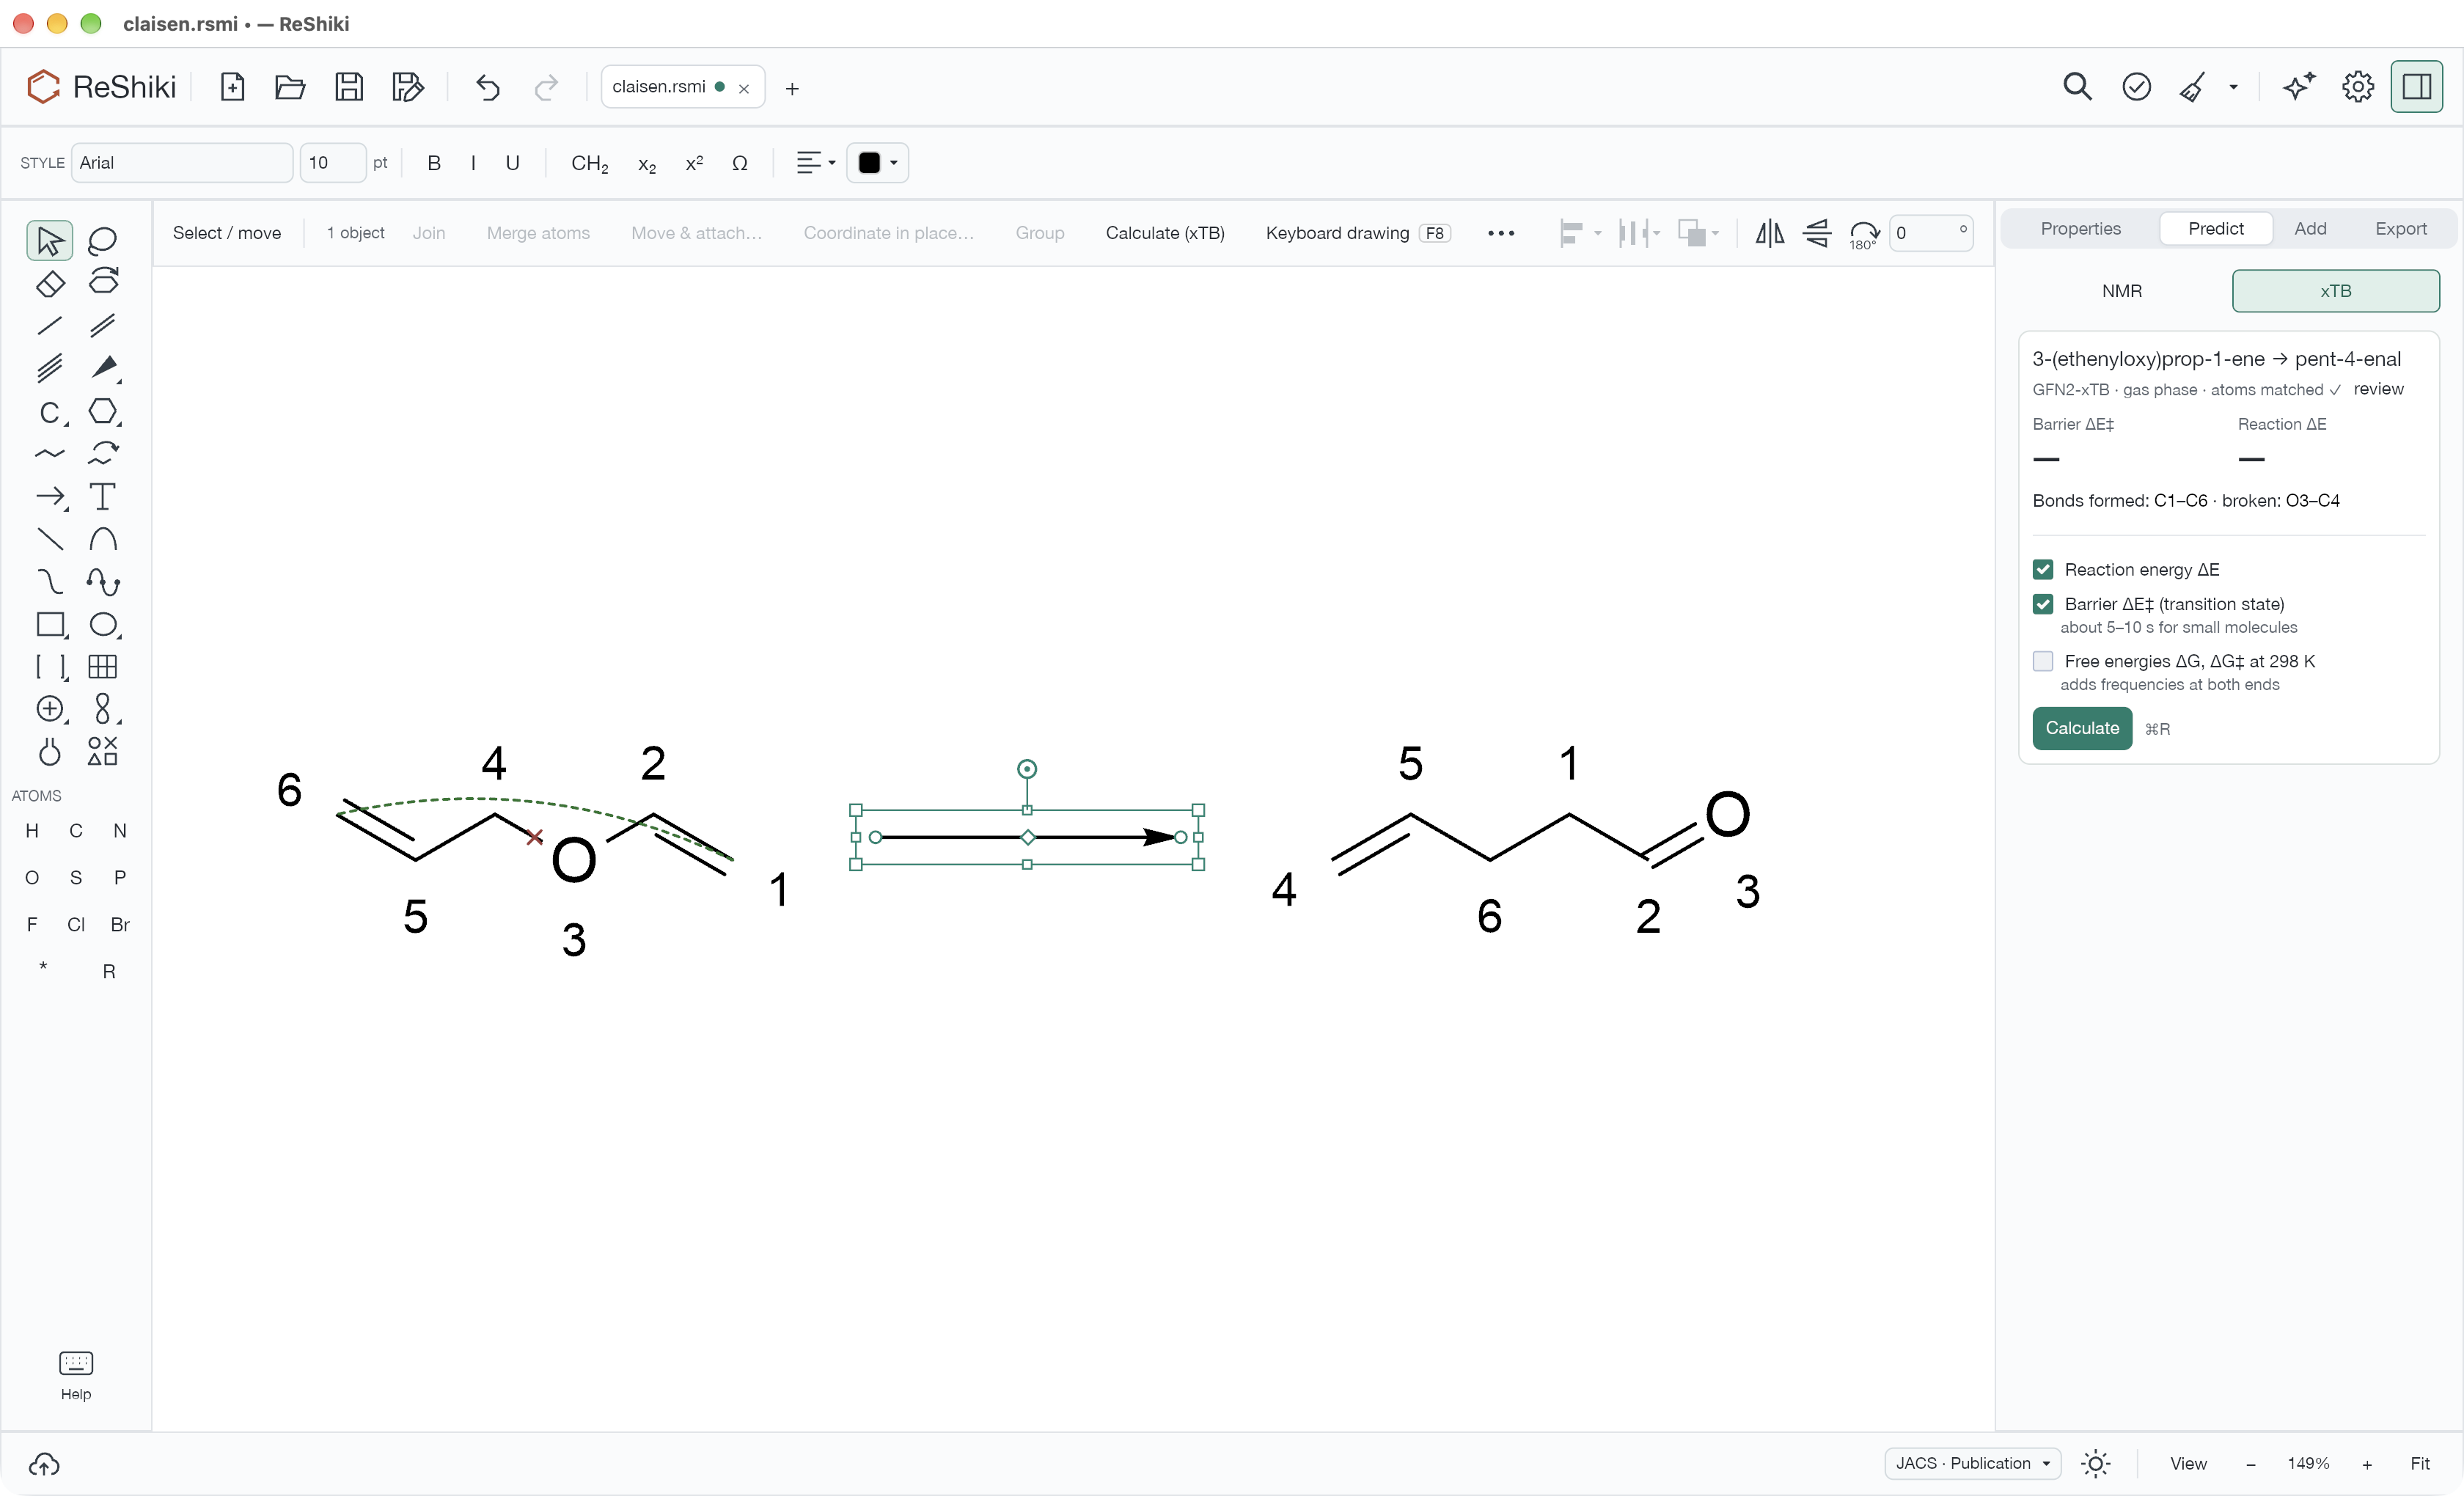 claisen.rsmi • — ReShiki
ReShiki
claisen.rsmi
STYLE Arial 10 pt B I U CH₂ x₂ x² Ω
Select / move 1 object Join Merge atoms Move & attach... Coordinate in place... Group Calculate (xTB) Keyboard drawing F8 180° 0 °
Properties Predict Add Export
NMR xTB
3-(ethenyloxy)prop-1-ene → pent-4-enal
GFN2-xTB · gas phase · atoms matched ✓ review
Barrier ΔE‡ Reaction ΔE
— —
Bonds formed: C1–C6 · broken: O3–C4
Reaction energy ΔE
Barrier ΔE‡ (transition state)
about 5–10 s for small molecules
Free energies ΔG, ΔG‡ at 298 K
adds frequencies at both ends
Calculate ⌘R
C
T
[ ]
ATOMS
H C N
O S P
F Cl Br
* R
Help
6 4 2
O
5 3 1
5 1
O
4 6 2 3
JACS · Publication View − 149% + Fit